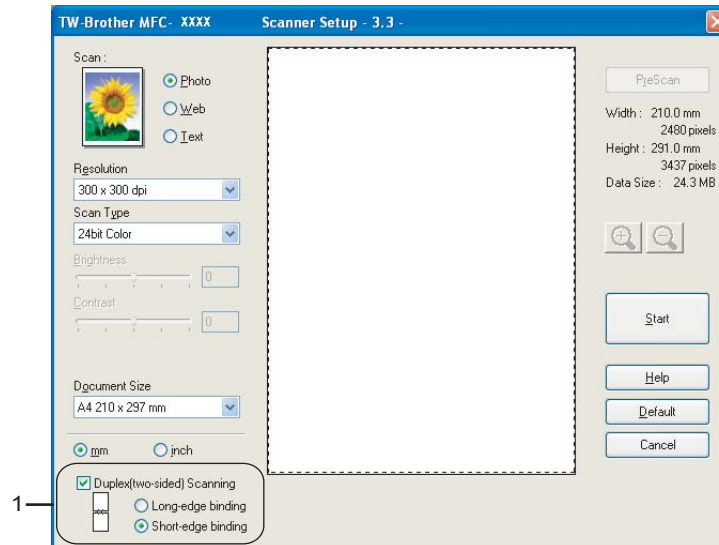 TW-Brother MFC- XXXX Scanner Setup - 3.3 -
Scan :
Photo
Web
Text
Resolution
300 x 300 dpi
Scan Type
24bit Color
Brightness
0
Contrast
0
Document Size
A4 210 x 297 mm
mm inch
1
Duplex(two-sided) Scanning
Long-edge binding
Short-edge binding
PreScan
Width : 210.0 mm
2480 pixels
Height : 291.0 mm
3437 pixels
Data Size : 24.3 MB
Start
Help
Default
Cancel